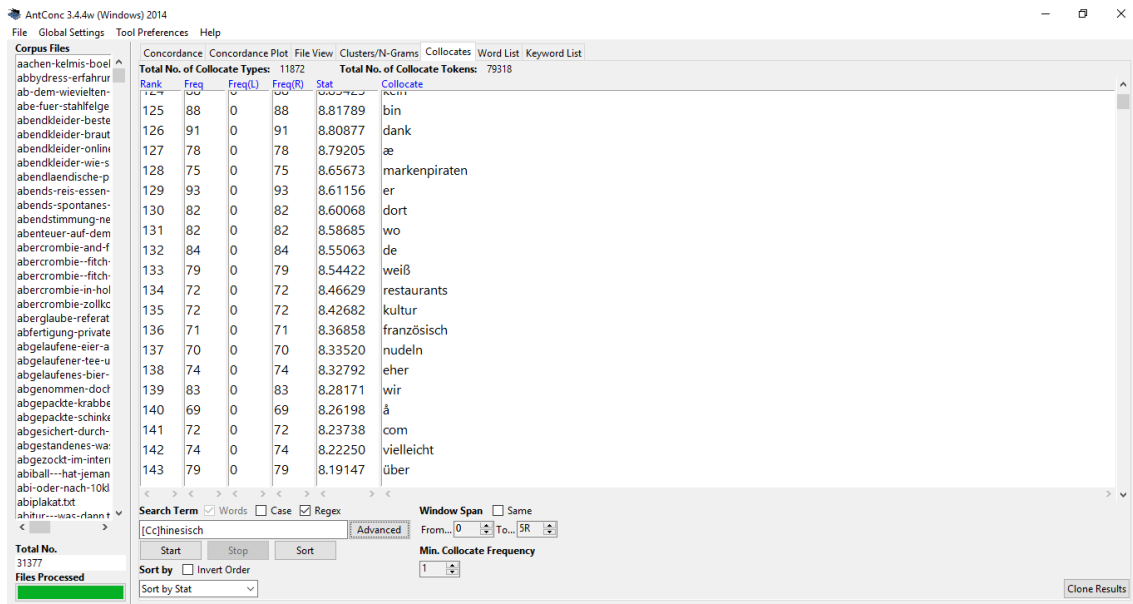 AntConc 3.4.4w (Windows) 2014
File Global Settings Tool Preferences Help
Corpus Files
aachen-kelmis-boel
abbydress-erfahrur
ab-dem-wievielten-
abe-fuer-stahlfelge
abendkleider-beste
abendkleider-braut
abendkleider-online
abendkleider-wie-s
abendlaendische-p
abends-reis-essen-
abends-spontanes-
abendstimmung-ne
abenteuer-auf-dem
abercrombie-and-f
abercrombie--fitch-
abercrombie--fitch-
abercrombie-in-hol
abercrombie-zollko
aberglaube-referat
abfertigung-private
abgelaufene-eier-a
abgelaufener-tee-u
abgelaufenes-bier-
abgenommen-doch
abgepackte-krabbe
abgepackte-schinke
abgesichert-durch-
abgestandenes-was
abgezockt-im-interr
abiball---hat-jeman
abi-oder-nach-10kl
abiplakat.txt
abitur---was-dann.t
Total No.
31377
Files Processed
Concordance Concordance Plot File View Clusters/N-Grams Collocates Word List Keyword List
Total No. of Collocate Types: 11872 Total No. of Collocate Tokens: 79318
Rank Freq Freq(L) Freq(R) Stat Collocate
124 88 0 88 8.83423 kein
125 88 0 88 8.81789 bin
126 91 0 91 8.80877 dank
127 78 0 78 8.79205 æ
128 75 0 75 8.65673 markenpiraten
129 93 0 93 8.61156 er
130 82 0 82 8.60068 dort
131 82 0 82 8.58685 wo
132 84 0 84 8.55063 de
133 79 0 79 8.54422 weiß
134 72 0 72 8.46629 restaurants
135 72 0 72 8.42682 kultur
136 71 0 71 8.36858 französisch
137 70 0 70 8.33520 nudeln
138 74 0 74 8.32792 eher
139 83 0 83 8.28171 wir
140 69 0 69 8.26198 å
141 72 0 72 8.23738 com
142 74 0 74 8.22250 vielleicht
143 79 0 79 8.19147 über
Search Term Words Case Regex Window Span Same
[Cc]hinesisch Advanced From... 0 To... 5R
Start Stop Sort Min. Collocate Frequency
Sort by Invert Order 1
Sort by Stat Clone Results